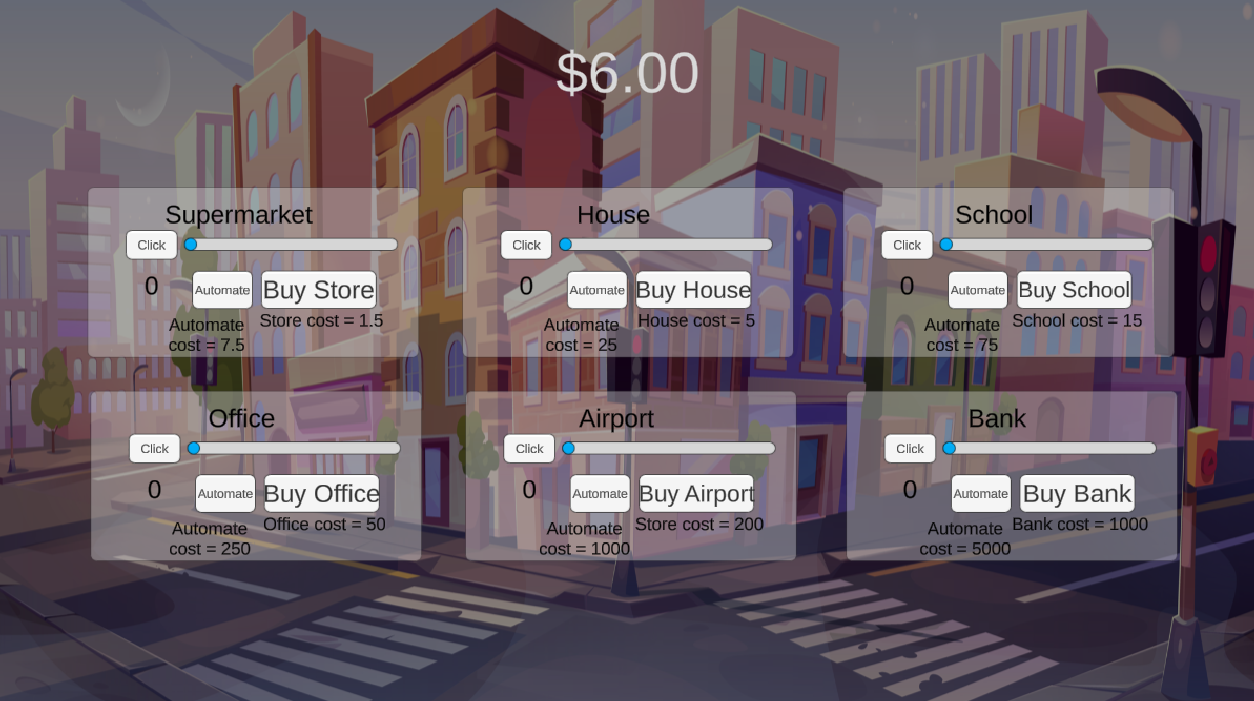 $6.00
Supermarket
Click
0
Automate
Buy Store
Automate
cost = 7.5
Store cost = 1.5
House
Click
0
Automate
Buy House
Automate
cost = 25
House cost = 5
School
Click
0
Automate
Buy School
Automate
cost = 75
School cost = 15
Office
Click
0
Automate
Buy Office
Automate
cost = 250
Office cost = 50
Airport
Click
0
Automate
Buy Airport
Automate
cost = 1000
Store cost = 200
Bank
Click
0
Automate
Buy Bank
Automate
cost = 5000
Bank cost = 1000